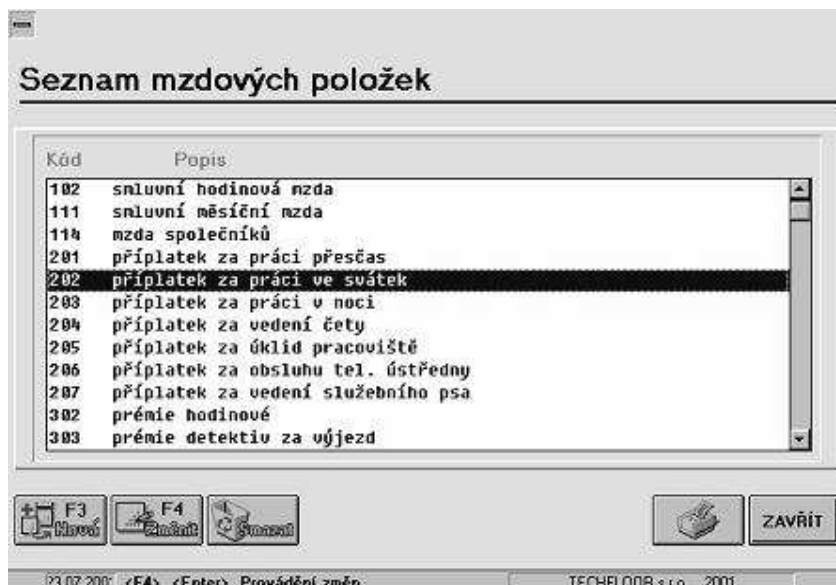 Seznam mzdových položek
Kód Popis
102 smluvní hodinová mzda
111 smluvní měsíční mzda
114 mzda společníků
201 příplatek za práci přesčas
202 příplatek za práci ve svátek
203 příplatek za práci v noci
204 příplatek za vedení čety
205 příplatek za úklid pracoviště
206 příplatek za obsluhu tel. ústředny
207 příplatek za vedení služebního psa
302 prémie hodinové
303 prémie detektiv za výjezd
F3 Nová
F4 Změnit
Smazat
ZAVŘÍT
<F4>, <Enter> Provádění změn
s.r.o. 2001